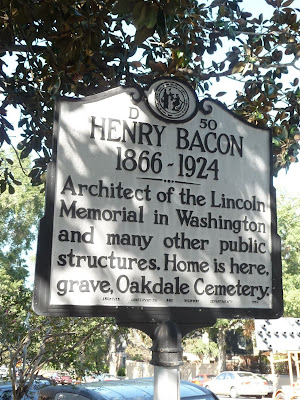 D 50
HENRY BACON
1866 - 1924
Architect of the Lincoln
Memorial in Washington
and many other public
structures. Home is here,
grave, Oakdale Cemetery.